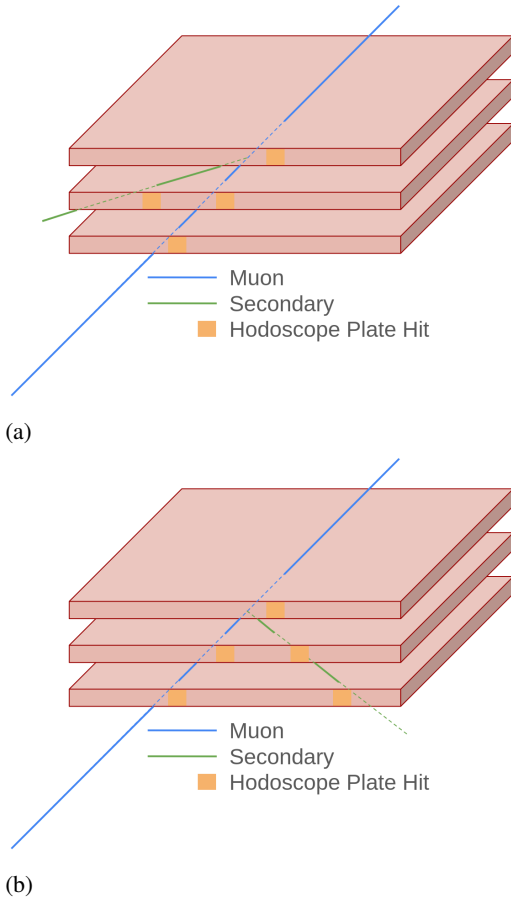 Muon
Secondary
Hodoscope Plate Hit
(a)
Muon
Secondary
Hodoscope Plate Hit
(b)